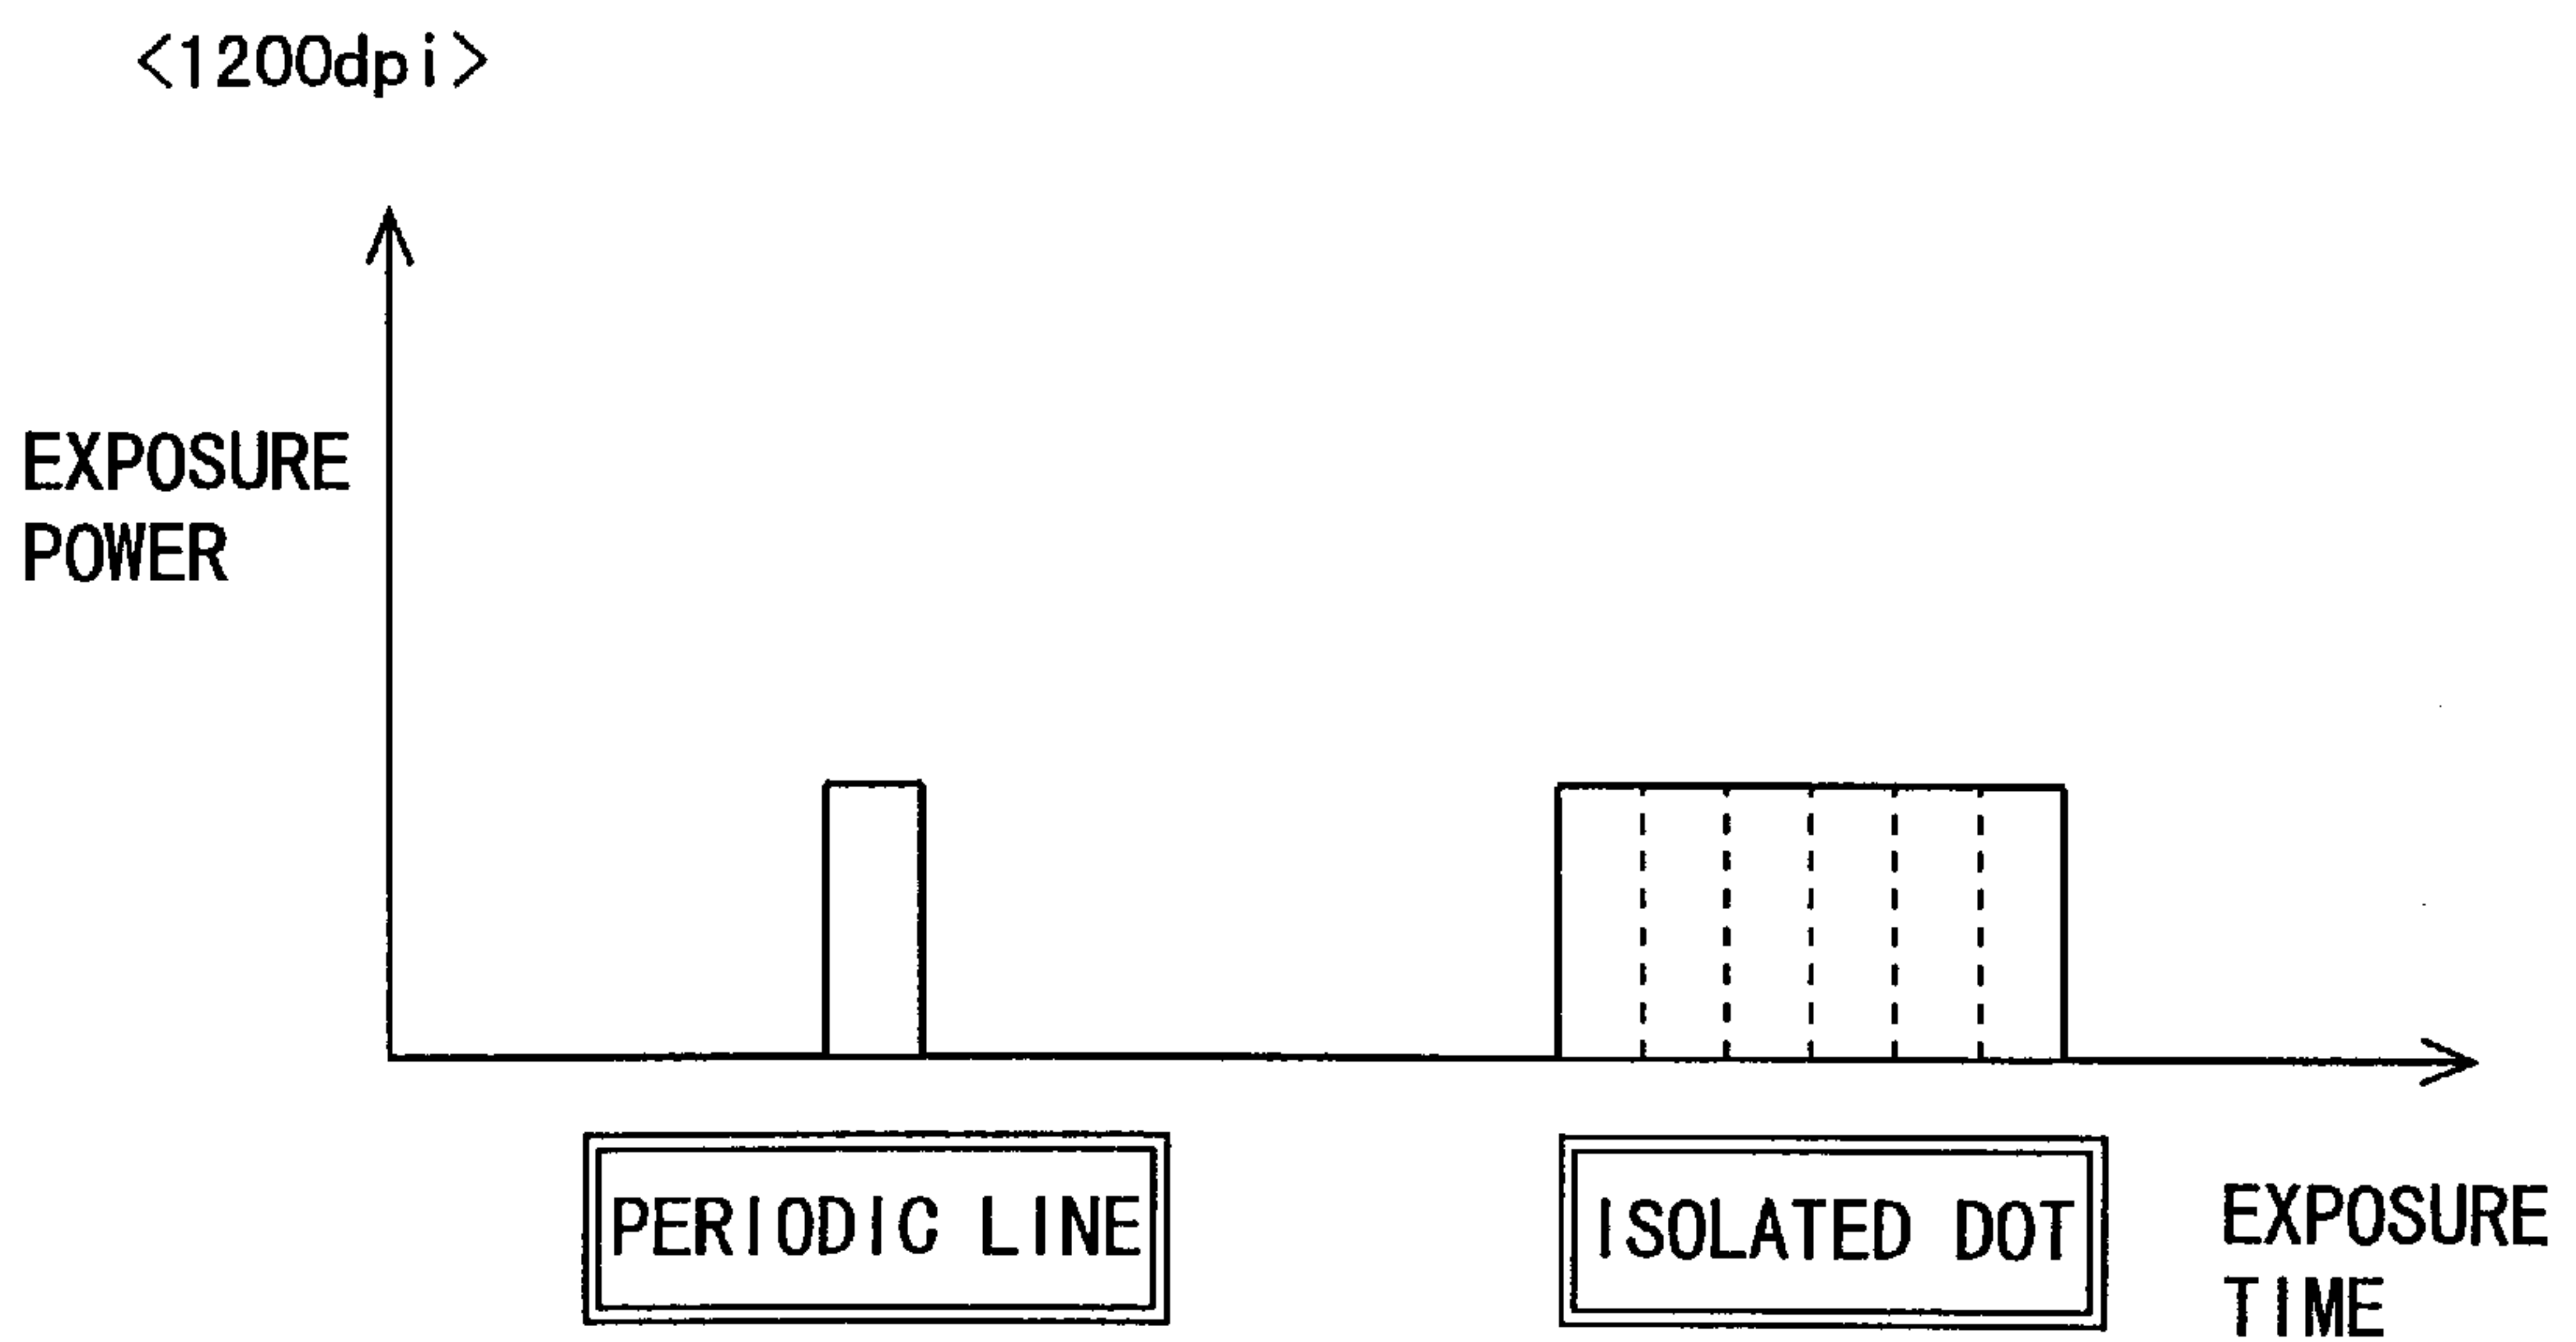 <1200dpi>
EXPOSURE
POWER
PERIODIC LINE
ISOLATED DOT
EXPOSURE
TIME